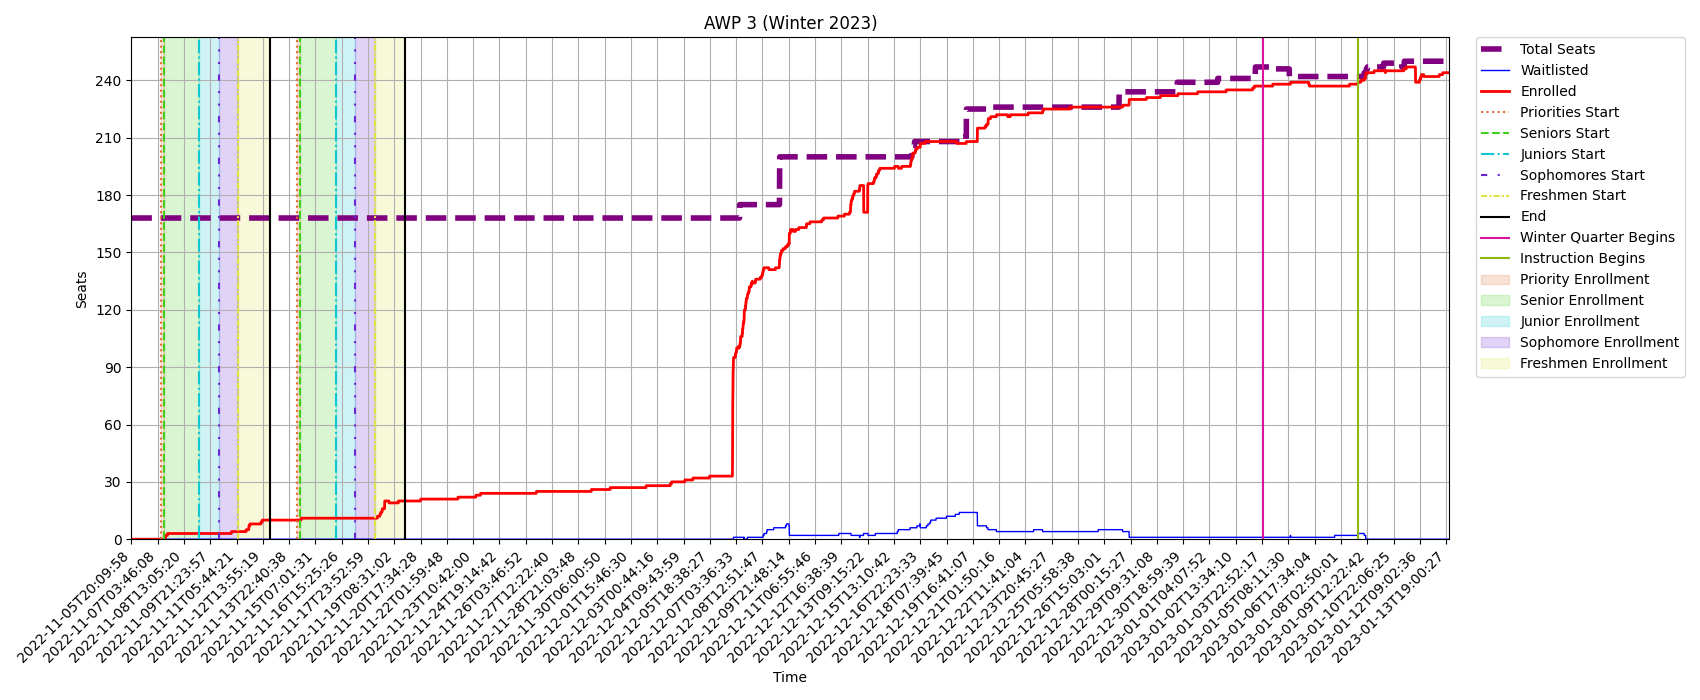 AWP 3 (Winter 2023)
Seats
240
210
180
150
120
90
60
30
0
2022-11-05T20:09:58
2022-11-07T03:46:08
2022-11-08T13:05:20
2022-11-09T21:23:57
2022-11-11T05:44:21
2022-11-12T13:55:19
2022-11-13T22:40:38
2022-11-15T07:01:31
2022-11-16T15:25:26
2022-11-17T23:52:59
2022-11-19T08:31:02
2022-11-20T17:34:28
2022-11-22T01:59:48
2022-11-23T10:42:00
2022-11-24T19:14:42
2022-11-26T03:46:52
2022-11-27T12:22:40
2022-11-28T21:03:48
2022-11-30T06:00:50
2022-12-01T15:46:30
2022-12-03T00:44:16
2022-12-04T09:43:59
2022-12-05T18:38:27
2022-12-07T03:36:33
2022-12-08T12:51:47
2022-12-09T21:48:14
2022-12-11T06:55:46
2022-12-12T16:38:39
2022-12-13T09:15:22
2022-12-15T13:10:42
2022-12-16T22:23:33
2022-12-18T07:39:45
2022-12-19T16:41:07
2022-12-21T01:50:16
2022-12-22T11:41:04
2022-12-23T20:45:27
2022-12-25T05:58:38
2022-12-26T15:03:01
2022-12-28T00:15:27
2022-12-29T09:31:08
2022-12-30T18:59:39
2023-01-01T04:07:52
2023-01-02T13:34:10
2023-01-03T22:52:17
2023-01-05T08:11:30
2023-01-06T17:34:04
2023-01-08T02:50:01
2023-01-09T12:22:42
2023-01-10T22:06:25
2023-01-12T09:02:36
2023-01-13T19:00:27
Time
Total Seats
Waitlisted
Enrolled
Priorities Start
Seniors Start
Juniors Start
Sophomores Start
Freshmen Start
End
Winter Quarter Begins
Instruction Begins
Priority Enrollment
Senior Enrollment
Junior Enrollment
Sophomore Enrollment
Freshmen Enrollment